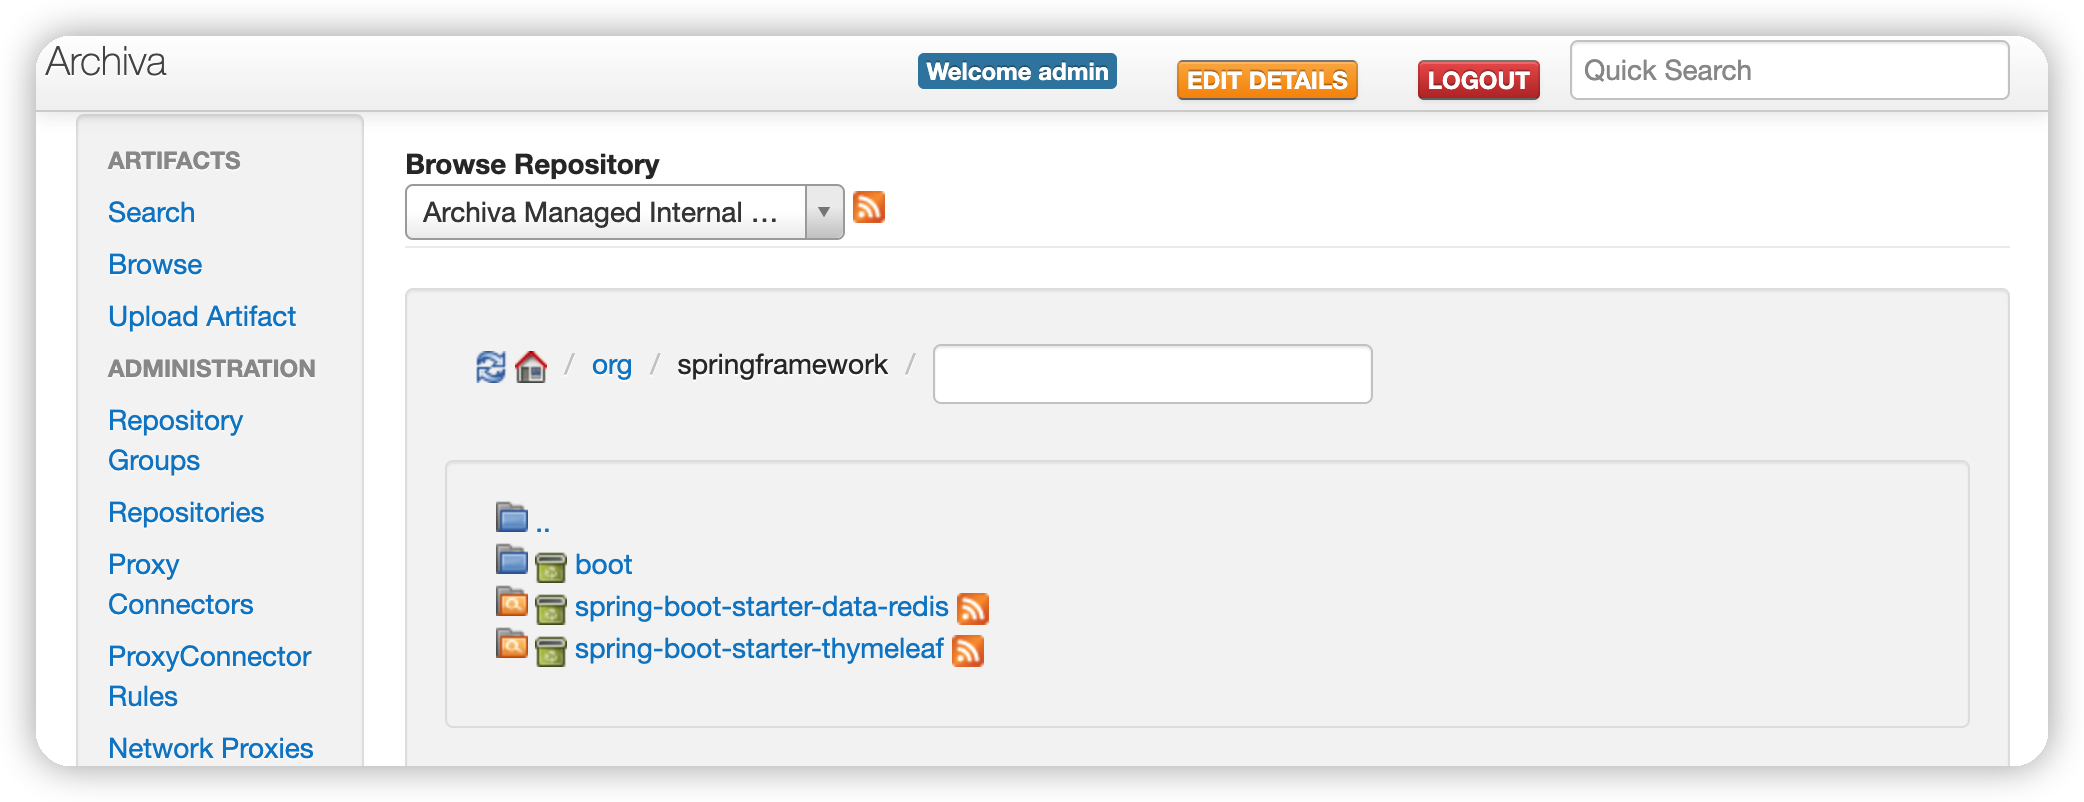 Archiva
Welcome admin
EDIT DETAILS
LOGOUT
Quick Search
ARTIFACTS
Search
Browse
Upload Artifact
ADMINISTRATION
Repository
Groups
Repositories
Proxy
Connectors
ProxyConnector
Rules
Network Proxies
Browse Repository
Archiva Managed Internal ...
/ org / springframework /
..
boot
spring-boot-starter-data-redis
spring-boot-starter-thymeleaf